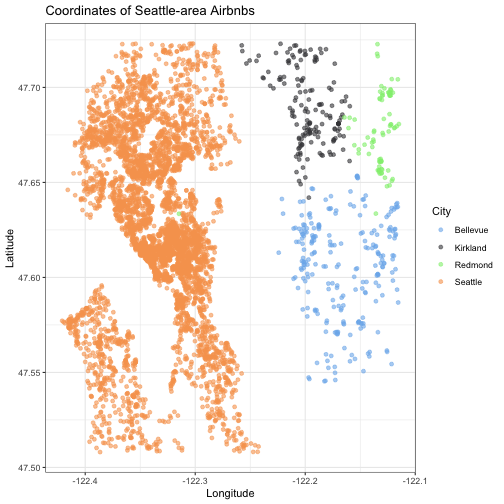 Coordinates of Seattle-area Airbnbs
47.70
47.65
47.60
47.55
47.50
Latitude
-122.4
-122.3
-122.2
-122.1
Longitude
City
Bellevue
Kirkland
Redmond
Seattle